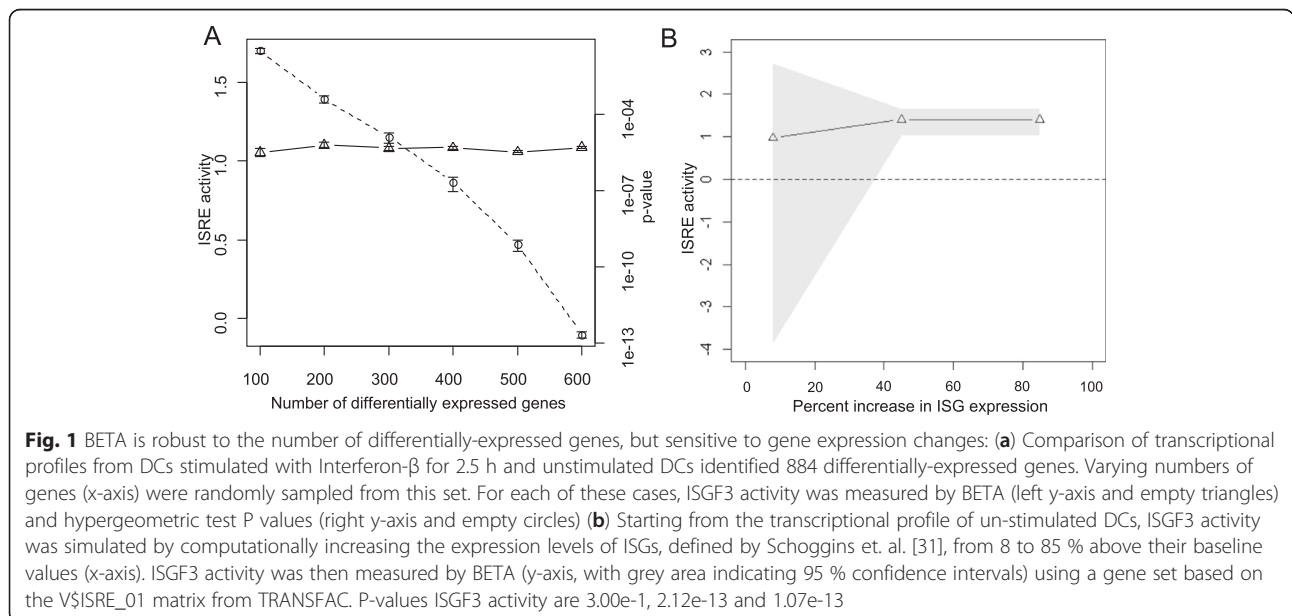 A
ISRE activity
1.5
1.0
0.5
0.0
1e-04
1e-07
1e-10
1e-13
p-value
100 200 300 400 500 600
Number of differentially expressed genes
B
ISRE activity
3
2
1
0
-1
-2
-3
-4
0 20 40 60 80 100
Percent increase in ISG expression
Fig. 1 BETA is robust to the number of differentially-expressed genes, but sensitive to gene expression changes: (a) Comparison of transcriptional
profiles from DCs stimulated with Interferon-β for 2.5 h and unstimulated DCs identified 884 differentially-expressed genes. Varying numbers of
genes (x-axis) were randomly sampled from this set. For each of these cases, ISGF3 activity was measured by BETA (left y-axis and empty triangles)
and hypergeometric test P values (right y-axis and empty circles) (b) Starting from the transcriptional profile of un-stimulated DCs, ISGF3 activity
was simulated by computationally increasing the expression levels of ISGs, defined by Schoggins et. al. [31], from 8 to 85 % above their baseline
values (x-axis). ISGF3 activity was then measured by BETA (y-axis, with grey area indicating 95 % confidence intervals) using a gene set based on
the V$ISRE_01 matrix from TRANSFAC. P-values ISGF3 activity are 3.00e-1, 2.12e-13 and 1.07e-13